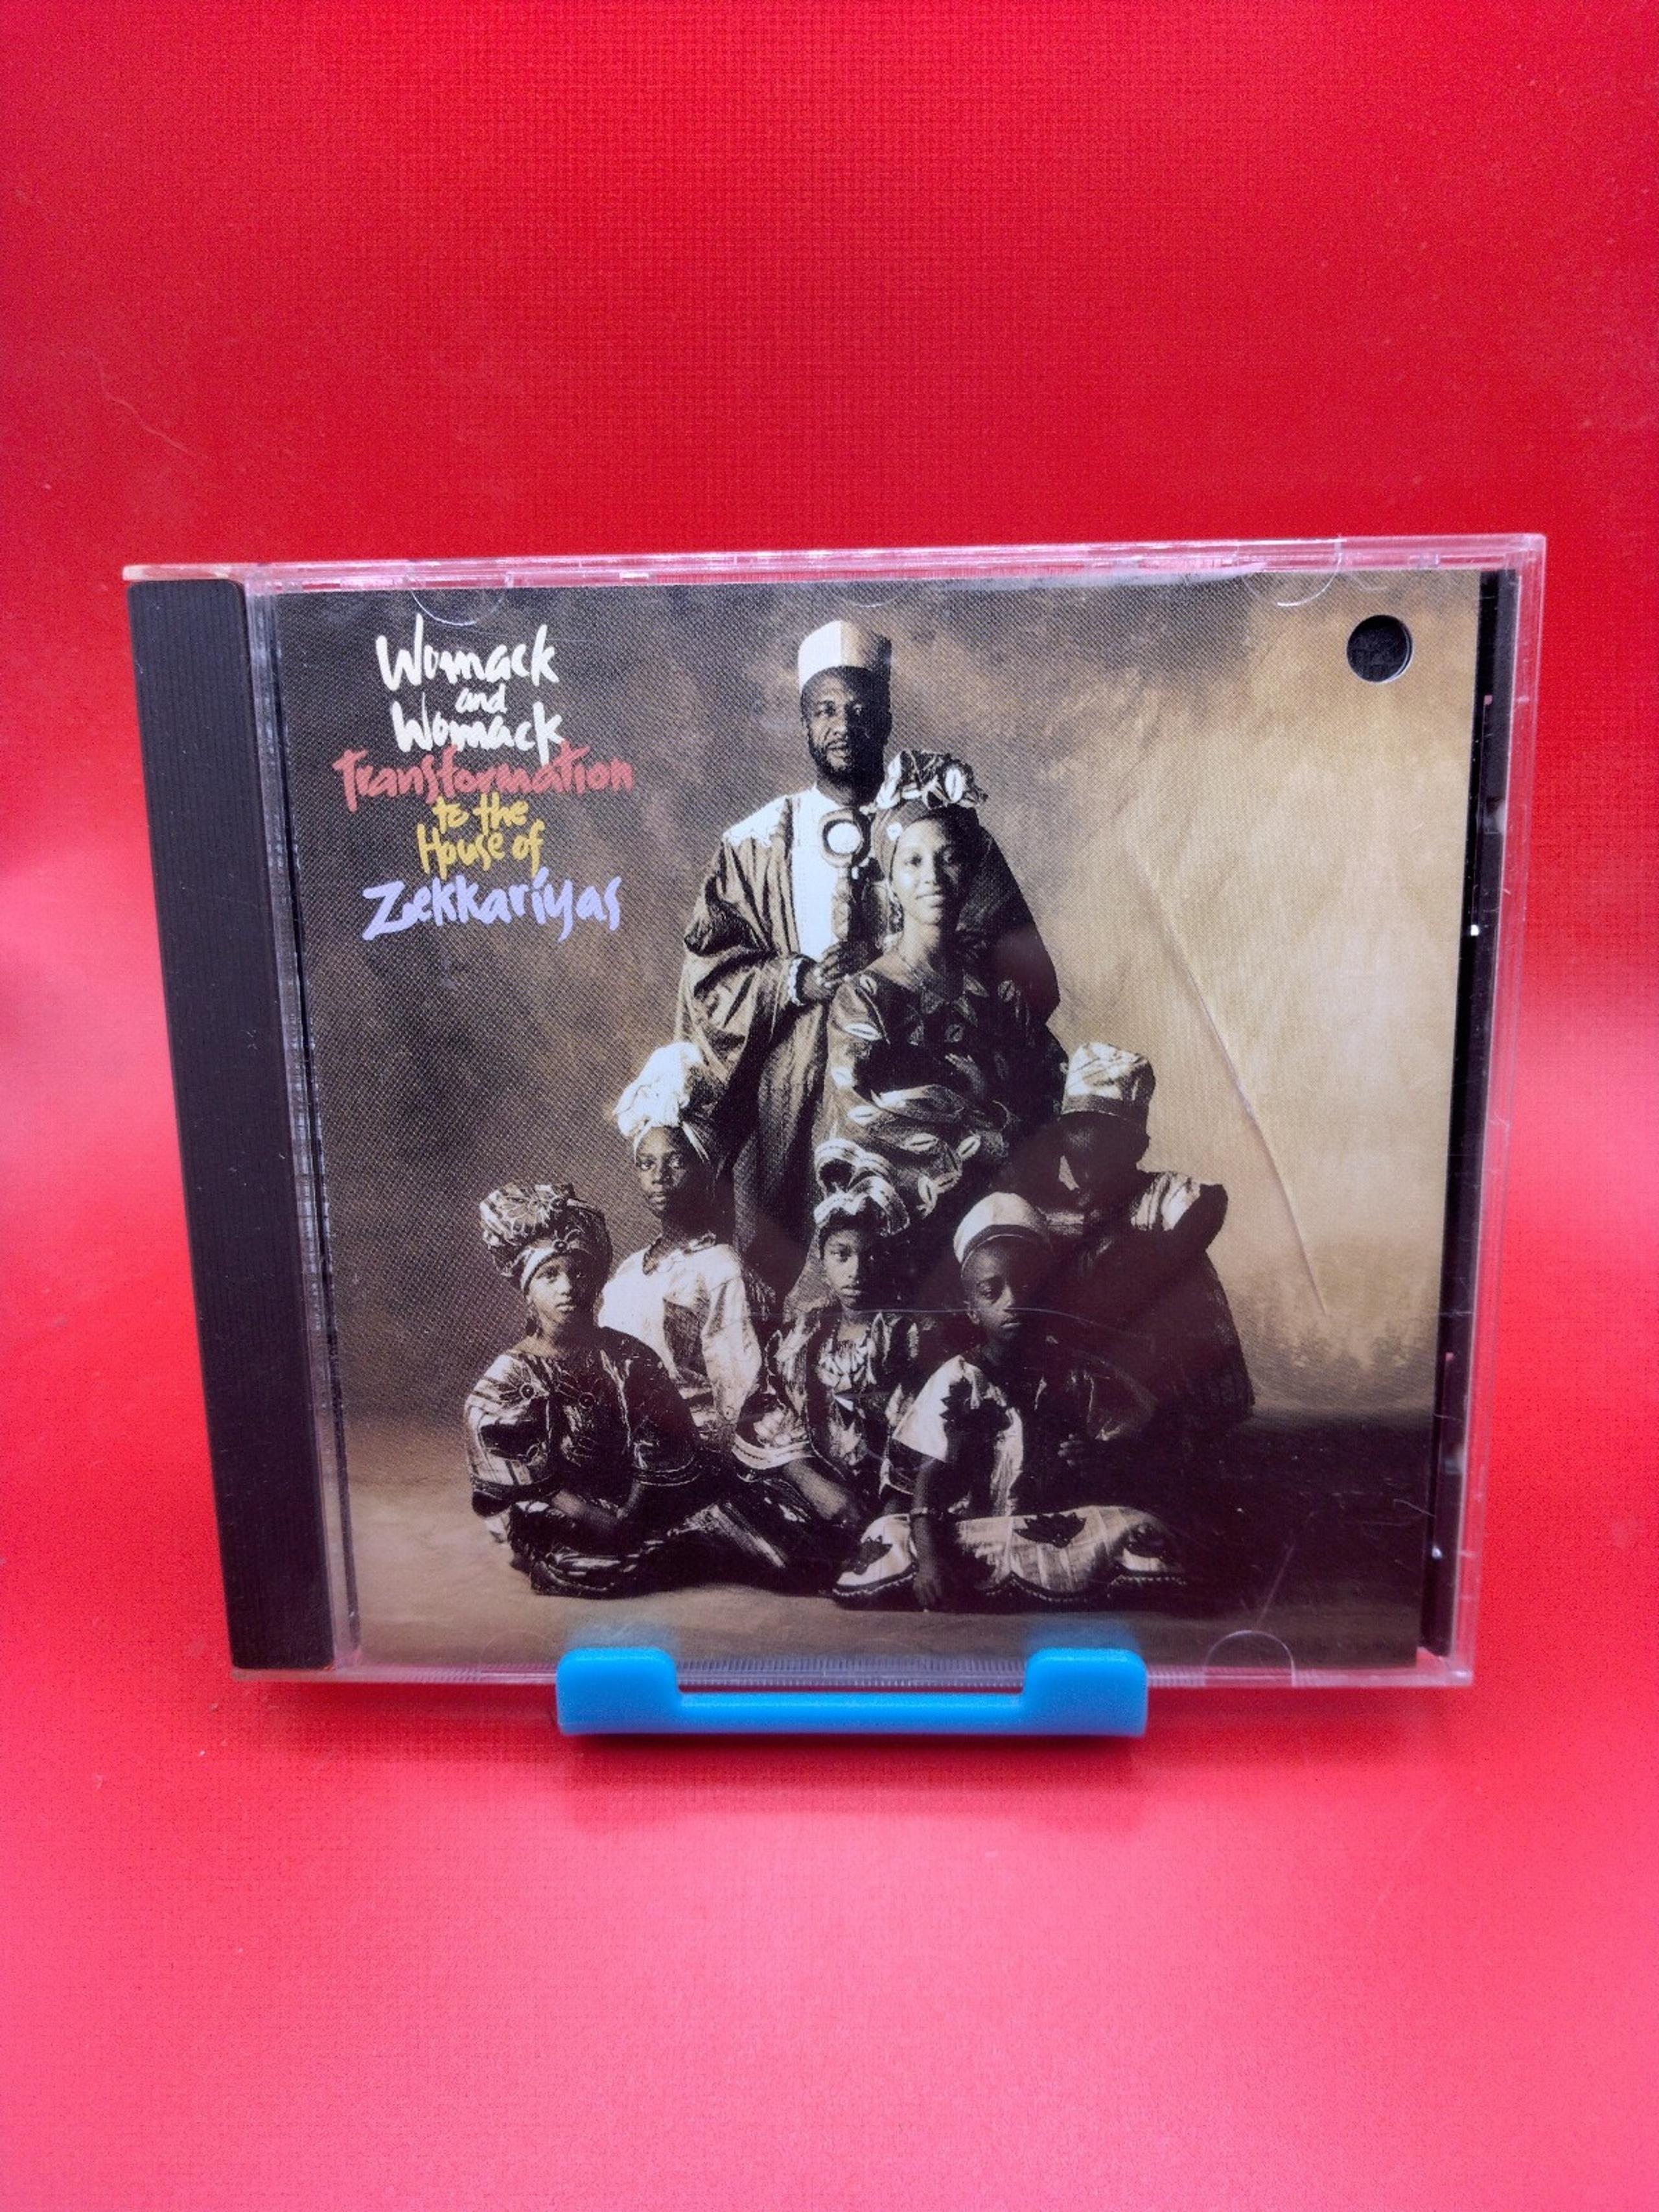 Womack
and
Womack
Transformation
to the
House of
Zekkariyas